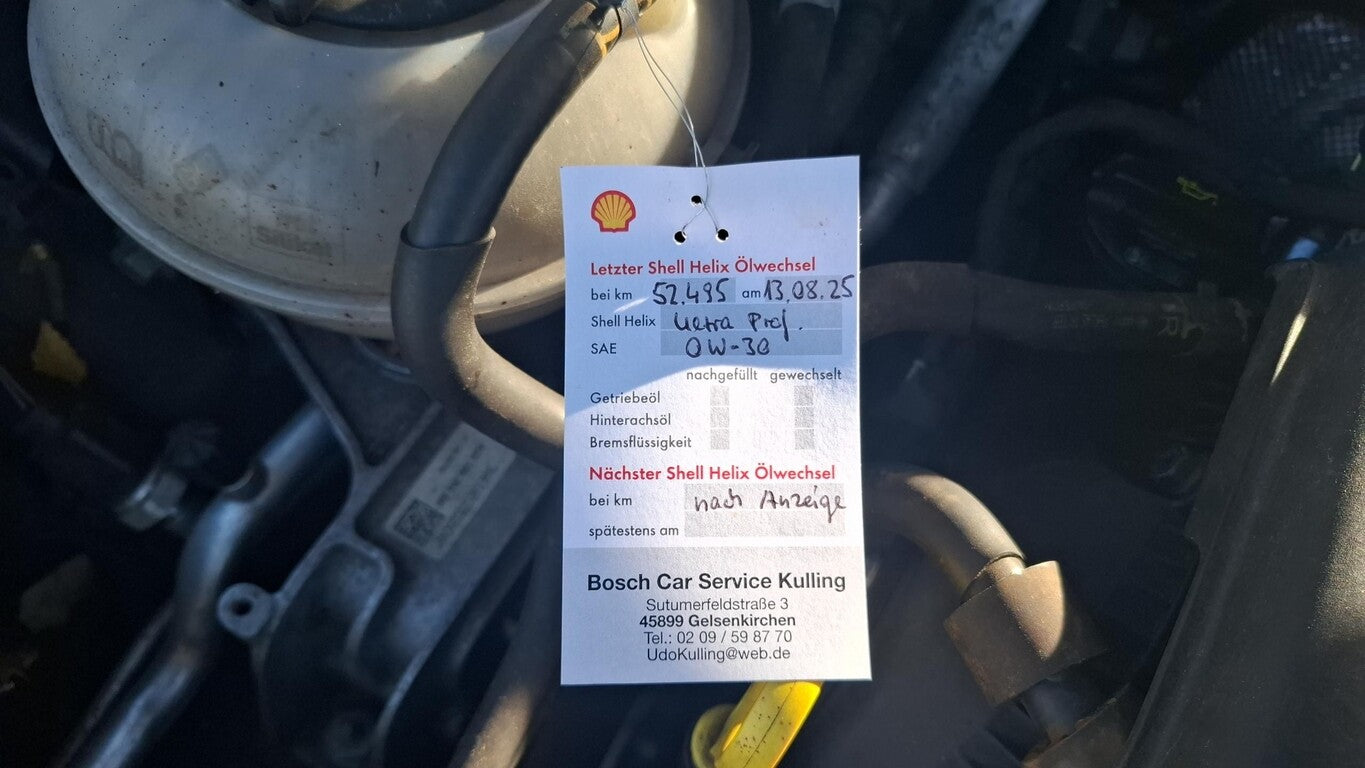 Letzter Shell Helix Ölwechsel
bei km 52.495 am 13.08.25
Shell Helix Ultra Prof.
SAE 0W-30
nachgefüllt gewechselt
Getriebeöl
Hinterachsöl
Bremsflüssigkeit
Nächster Shell Helix Ölwechsel
bei km nach Anzeige
spätestens am
Bosch Car Service Kulling
Sutumerfeldstraße 3
45899 Gelsenkirchen
Tel.: 02 09 / 59 87 70
UdoKulling@web.de